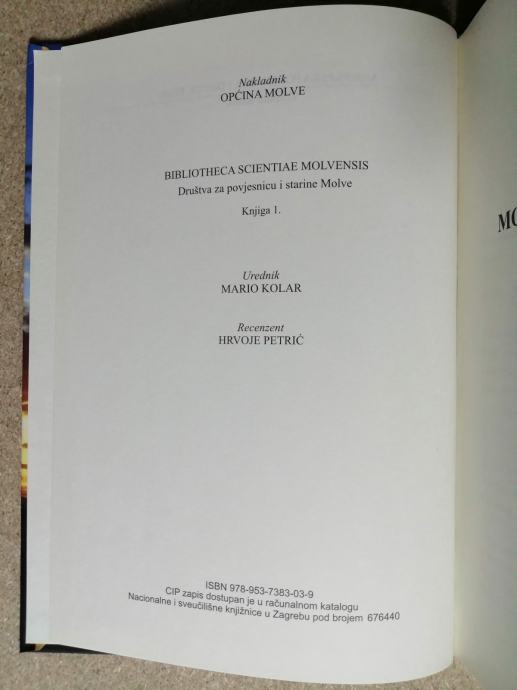 Nakladnik
OPĆINA MOLVE
BIBLIOTHECA SCIENTIAE MOLVENSIS
Društva za povjesnicu i starine Molve
Knjiga 1.
Urednik
MARIO KOLAR
Recenzent
HRVOJE PETRIĆ
ISBN 978-953-7383-03-9
CIP zapis dostupan je u računalnom katalogu
Nacionalne i sveučilišne knjižnice u Zagrebu pod brojem 676440